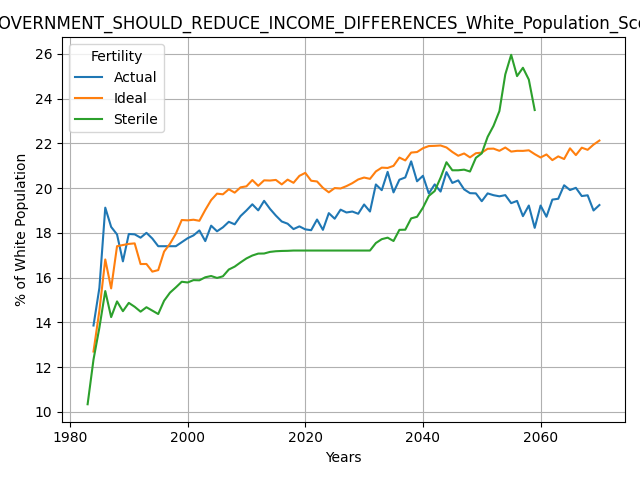 OVERNMENT_SHOULD_REDUCE_INCOME_DIFFERENCES_White_Population_Sc
Fertility
Actual
Ideal
Sterile
% of White Population
26
24
22
20
18
16
14
12
10
1980 2000 2020 2040 2060
Years